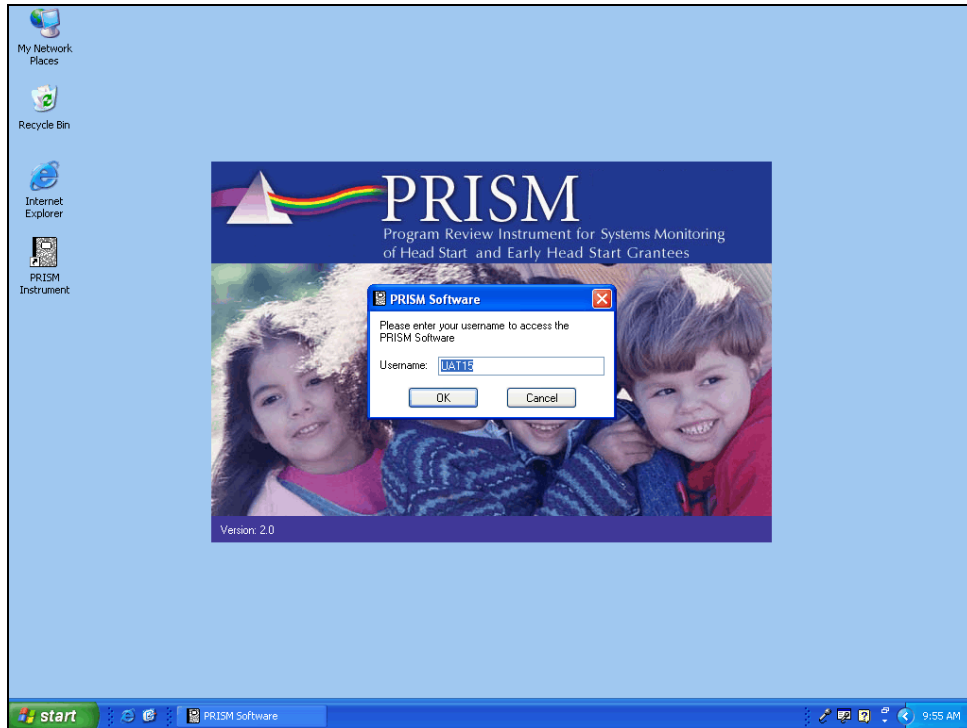 My Network
Places
Recycle Bin
Internet
Explorer
PRISM
Instrument
PRISM
Program Review Instrument for Systems Monitoring
of Head Start and Early Head Start Grantees
PRISM Software
Please enter your username to access the
PRISM Software
Username: UAT15
OK Cancel
Version: 2.0
start PRISM Software 9:55 AM